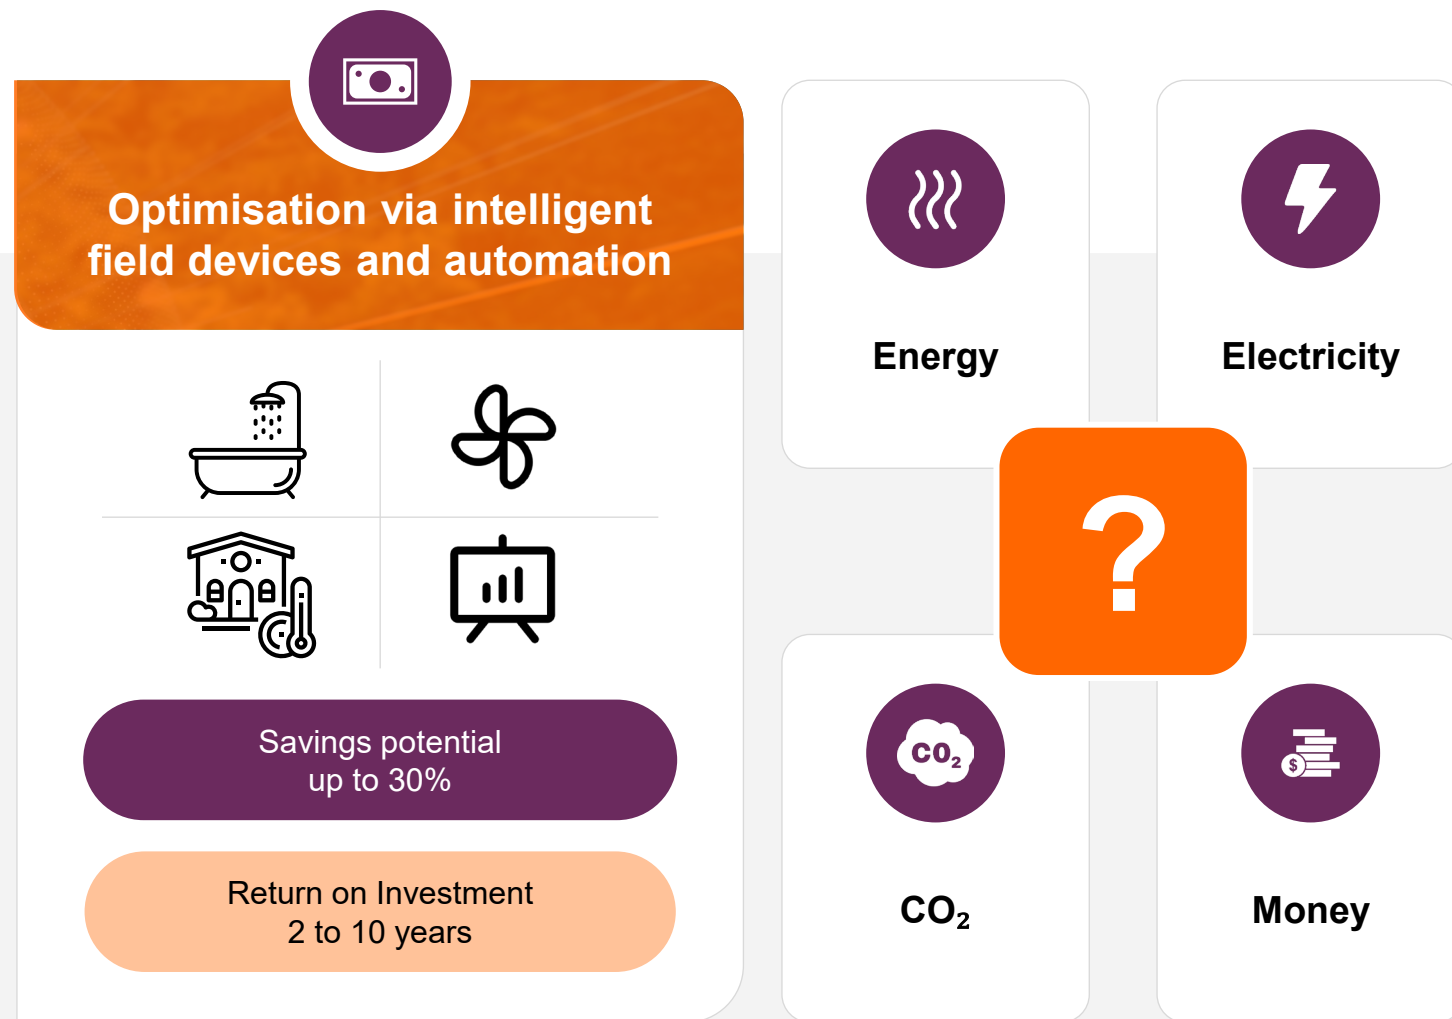 Optimisation via intelligent
field devices and automation
Savings potential
up to 30%
Return on Investment
2 to 10 years
Energy
Electricity
?
CO₂
CO₂
$
Money